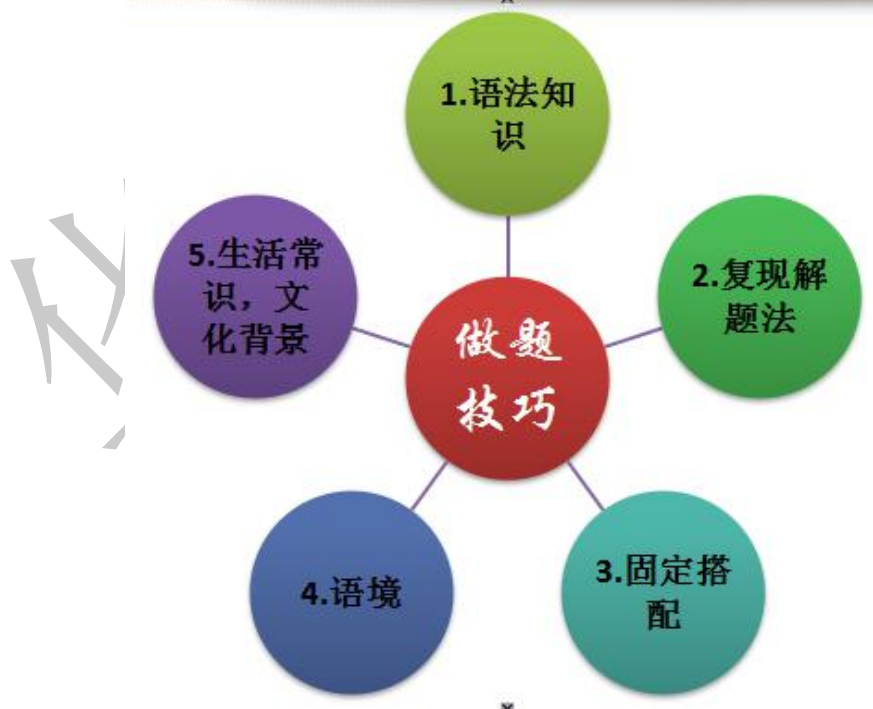 1.语法知
识
2.复现解
题法
3.固定搭
配
4.语境
5.生活常
识，文
化背景
做题
技巧